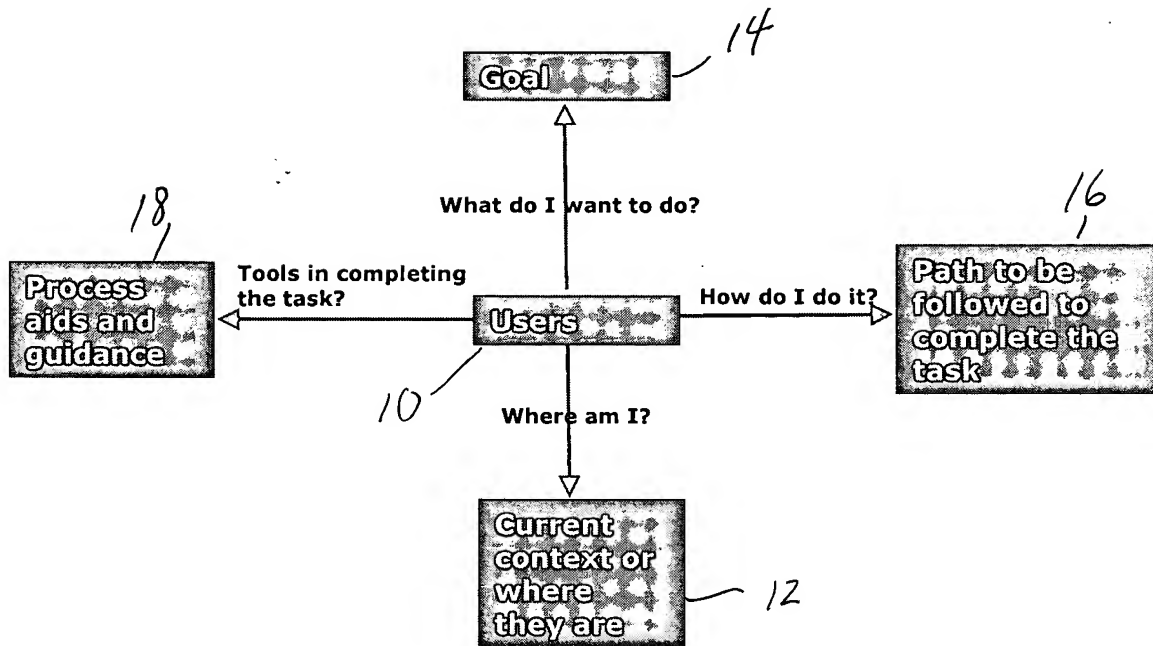 14
Goal
What do I want to do?
18
16
Process
aids and
guidance
Tools in completing
the task?
Users
How do I do it?
Path to be
followed to
complete the
task
10
Where am I?
Current
context or
where
they are
12